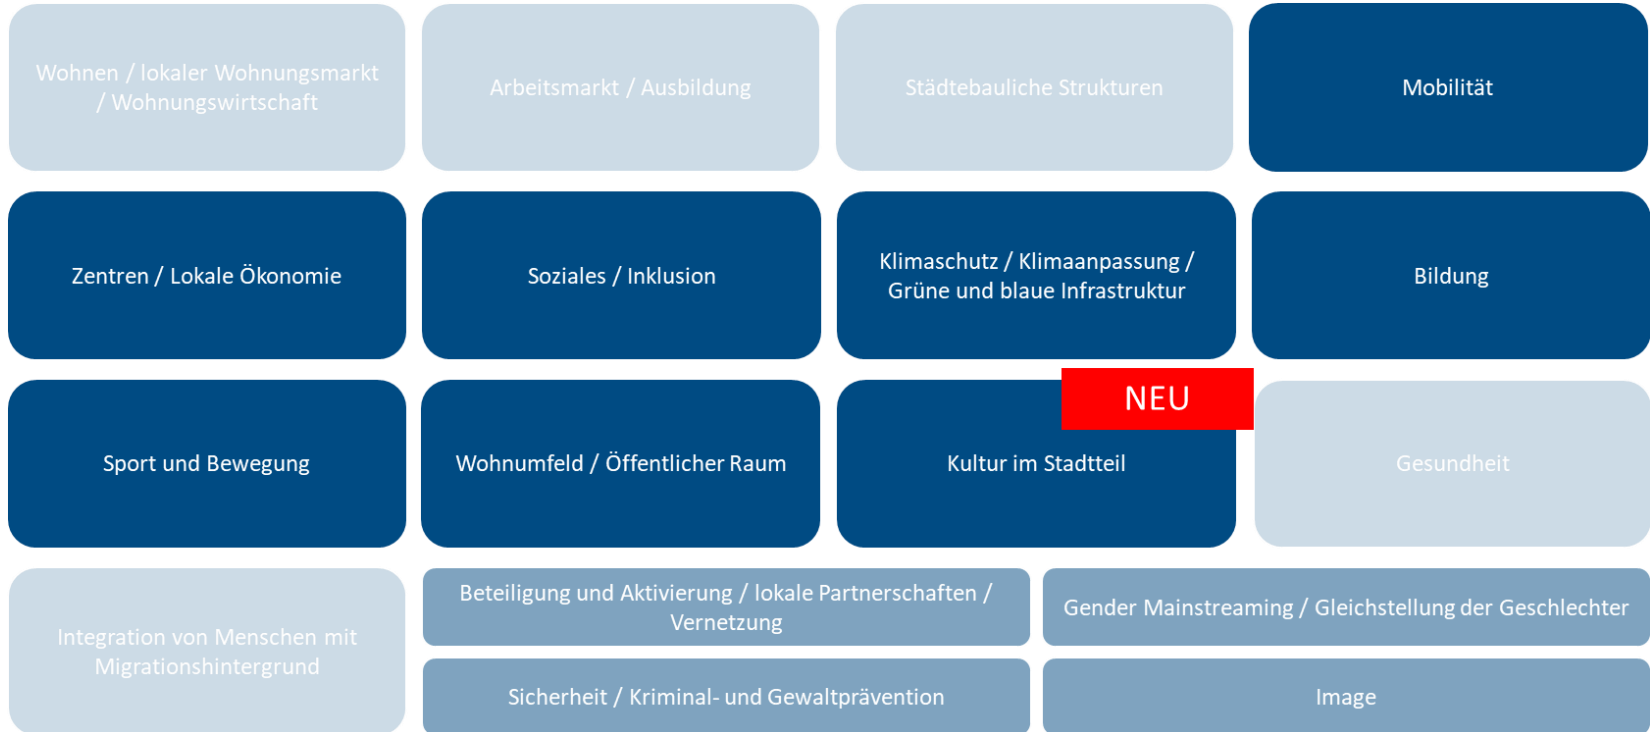 Wohnen / lokaler Wohnungsmarkt
/ Wohnungswirtschaft
Arbeitsmarkt / Ausbildung
Städtebauliche Strukturen
Mobilität
Zentren / Lokale Ökonomie
Soziales / Inklusion
Klimaschutz / Klimaanpassung /
Grüne und blaue Infrastruktur
Bildung
Sport und Bewegung
Wohnumfeld / Öffentlicher Raum
NEU
Kultur im Stadtteil
Gesundheit
Integration von Menschen mit
Migrationshintergrund
Beteiligung und Aktivierung / lokale Partnerschaften /
Vernetzung
Gender Mainstreaming / Gleichstellung der Geschlechter
Sicherheit / Kriminal- und Gewaltprävention
Image